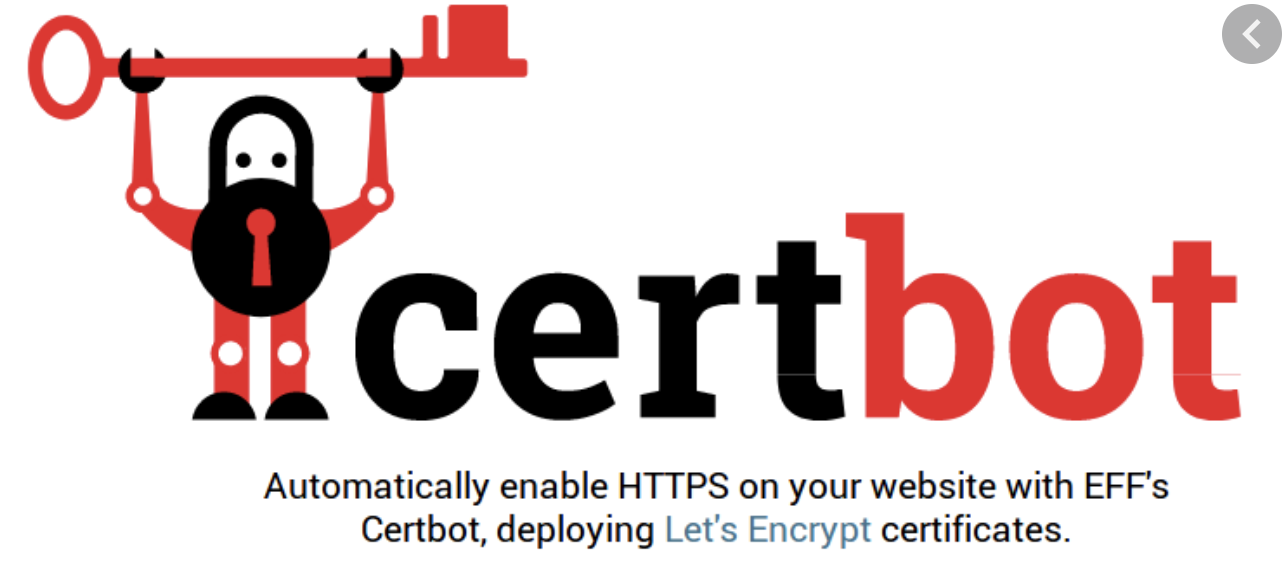 certbot
Automatically enable HTTPS on your website with EFF's
Certbot, deploying Let's Encrypt certificates.